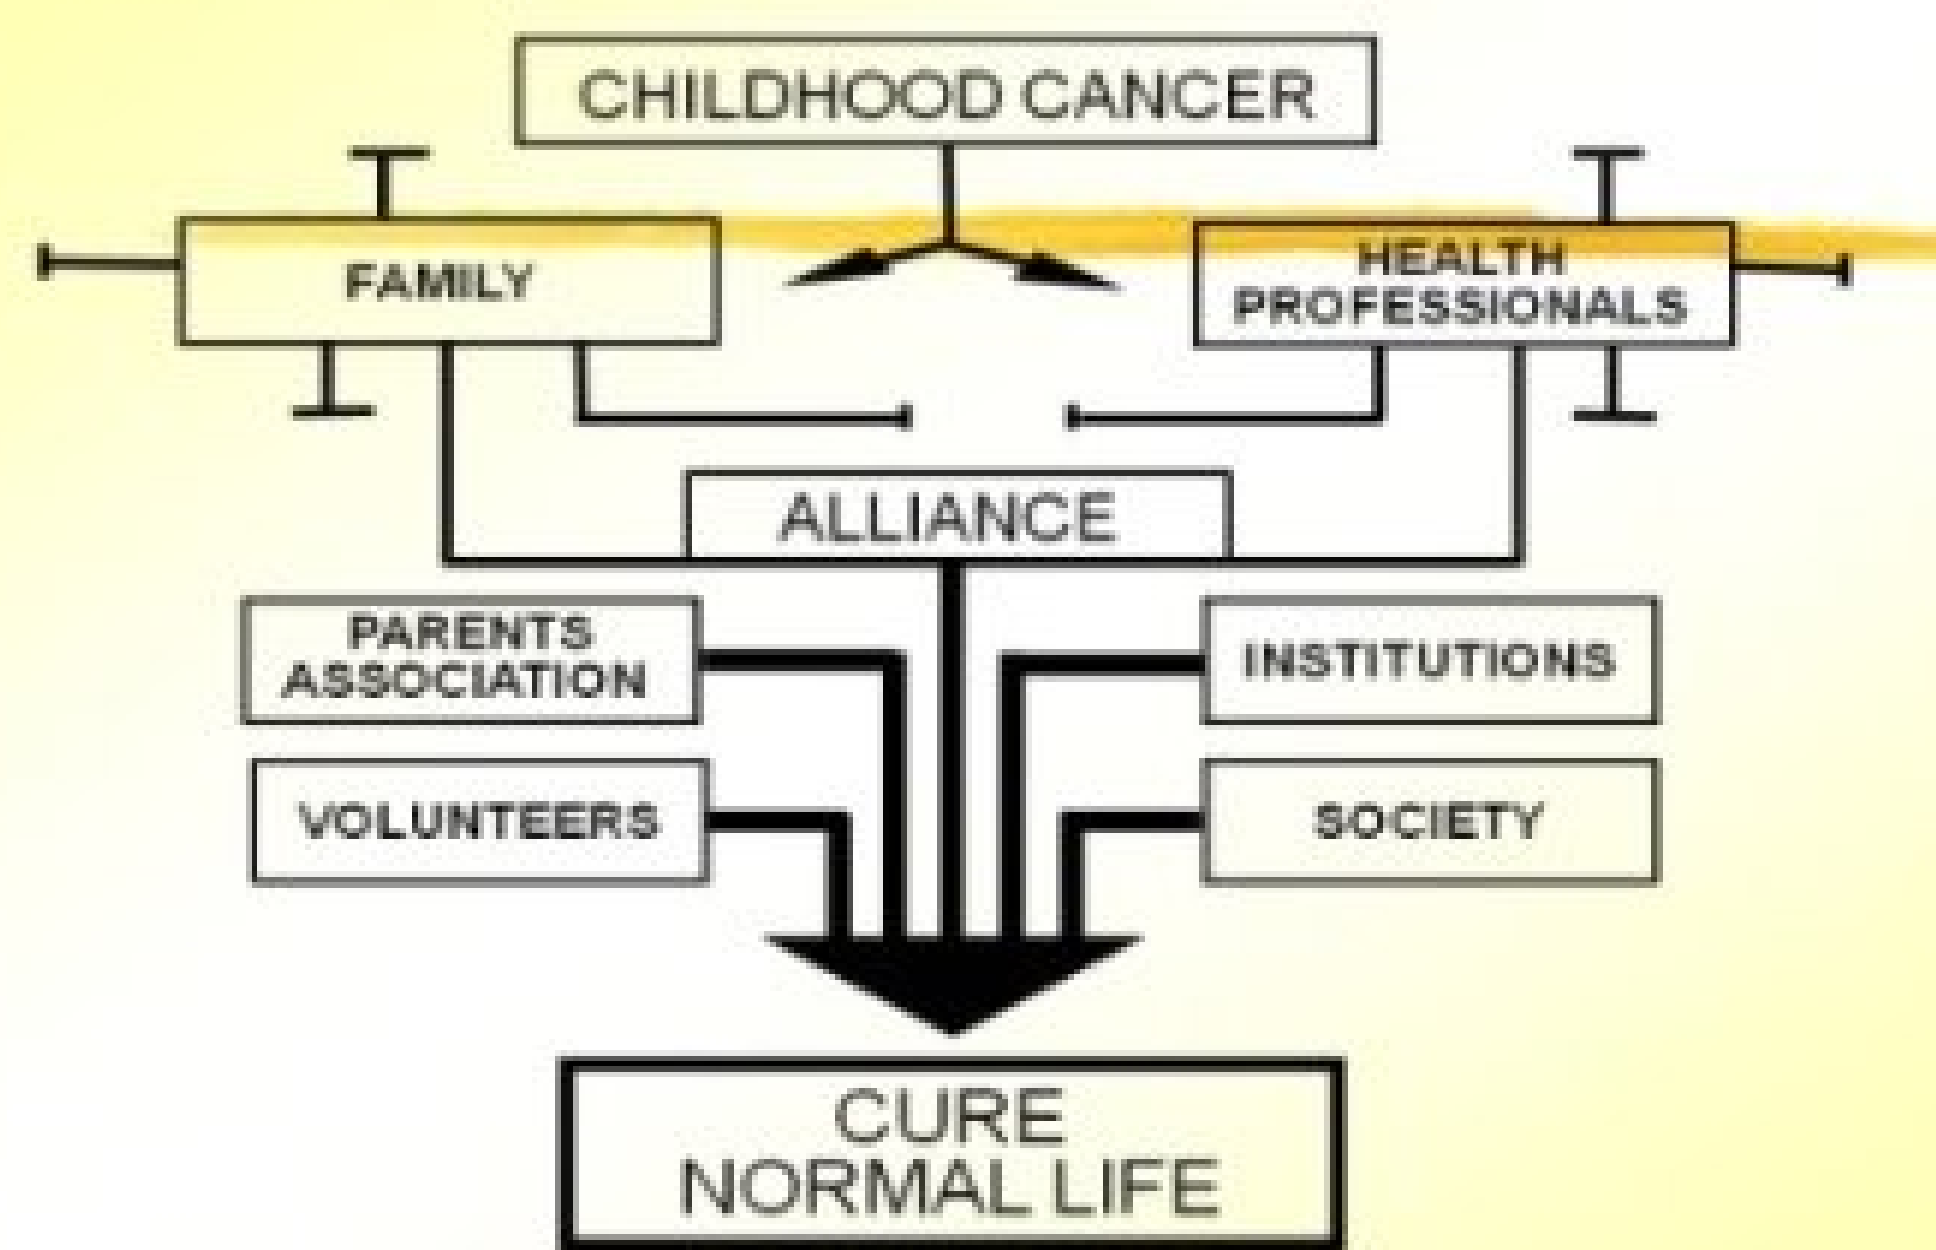 CHILDHOOD CANCER
FAMILY
HEALTH
PROFESSIONALS
ALLIANCE
PARENTS
ASSOCIATION
INSTITUTIONS
VOLUNTEERS
SOCIETY
CURE
NORMAL LIFE